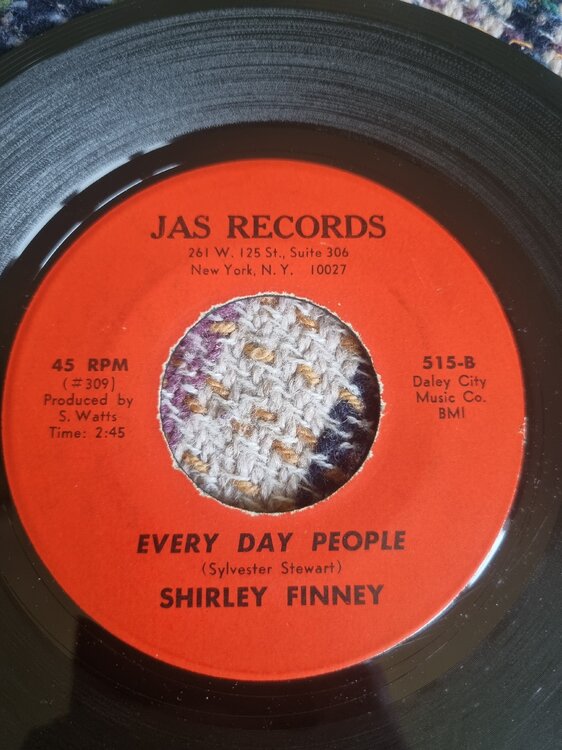 JAS RECORDS
261 W. 125 St., Suite 306
New York, N. Y. 10027
45 RPM
(#309)
Produced by
S. Watts
Time: 2:45
515-B
Daley City
Music Co.
BMI
EVERY DAY PEOPLE
(Sylvester Stewart)
SHIRLEY FINNEY